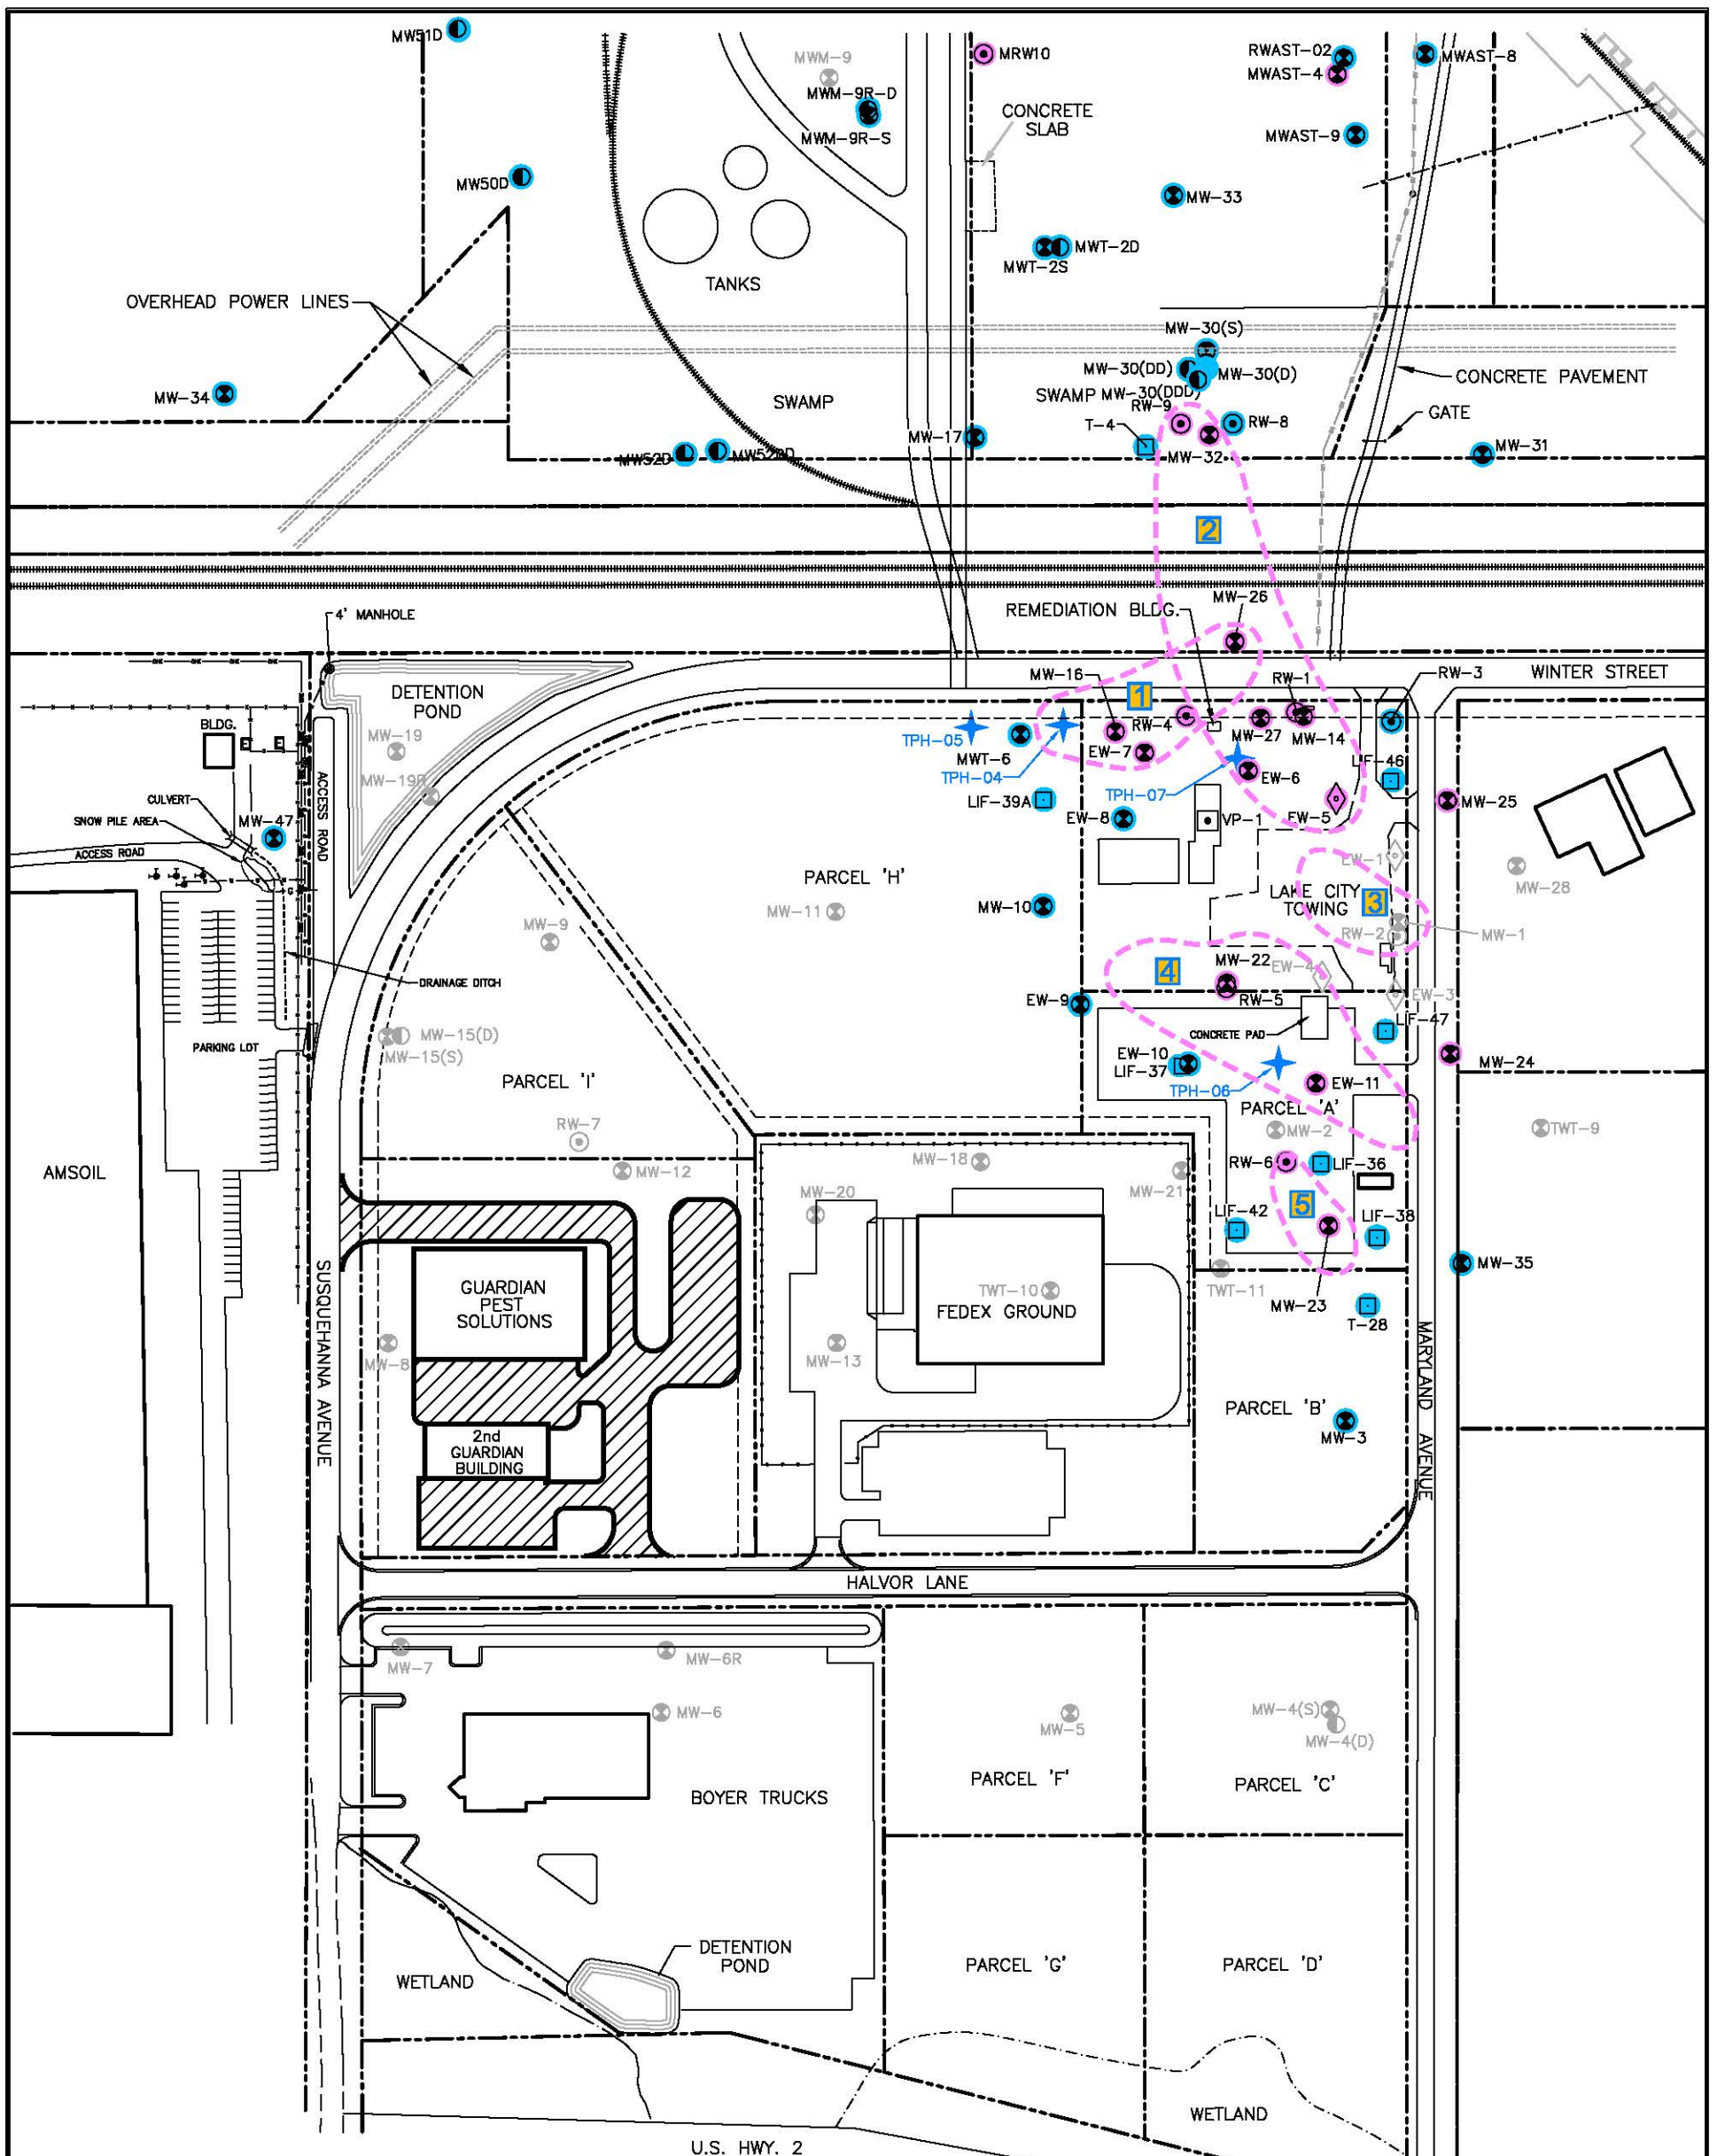 MW51D
MWM-9
MRW10
RWAST-02
MWAST-8
MWAST-4
MWM-9R-D
CONCRETE
SLAB
MWM-9R-S
MWAST-9
MW50D
MW-33
MWT-2D
MWT-2S
TANKS
OVERHEAD POWER LINES
MW-30(S)
MW-30(DD)
MW-30(D)
CONCRETE PAVEMENT
MW-34
SWAMP
SWAMP
MW-30(DDD)
RW-9
GATE
T-4
RW-8
MW-17
MW-32
MW-31
MW52D
2
MW-26
REMEDIATION BLDG.
4' MANHOLE
MW-16
RW-1
RW-3
WINTER STREET
DETENTION
POND
1
BLDG.
RW-4
MW-19
E
E
TPH-05
MWT-6
EW-7
MW-27
MW-14
LIF-46
TPH-04
MW-19R
EW-6
ACCESS ROAD
CULVERT
LIF-39A
TPH-07
EW-5
MW-25
SNOW PILE AREA
MW-47
EW-8
VP-1
ACCESS ROAD
EW-1
G
PARCEL 'H'
LAKE CITY
TOWING
MW-28
3
MW-11
MW-10
MW-9
RW-2
MW-1
4
MW-22
EW-4
DRAINAGE DITCH
EW-9
RW-5
EW-3
MW-15(D)
CONCRETE PAD
LIF-47
PARKING LOT
MW-15(S)
EW-10
MW-24
LIF-37
PARCEL 'I'
TPH-06
EW-11
PARCEL 'A'
RW-7
MW-2
TWT-9
AMSOIL
MW-12
MW-18
MW-21
RW-6
LIF-36
MW-20
5
LIF-42
LIF-38
SUSQUEHANNA AVENUE
GUARDIAN
PEST
SOLUTIONS
TWT-10
FEDEX GROUND
TWT-11
MW-35
MW-23
T-28
MW-8
MW-13
MARYLAND AVENUE
PARCEL 'B'
MW-3
2nd
GUARDIAN
BUILDING
HALVOR LANE
MW-7
MW-6R
MW-6
MW-5
MW-4(S)
MW-4(D)
PARCEL 'F'
PARCEL 'C'
BOYER TRUCKS
DETENTION
POND
PARCEL 'G'
PARCEL 'D'
WETLAND
WETLAND
U.S. HWY. 2